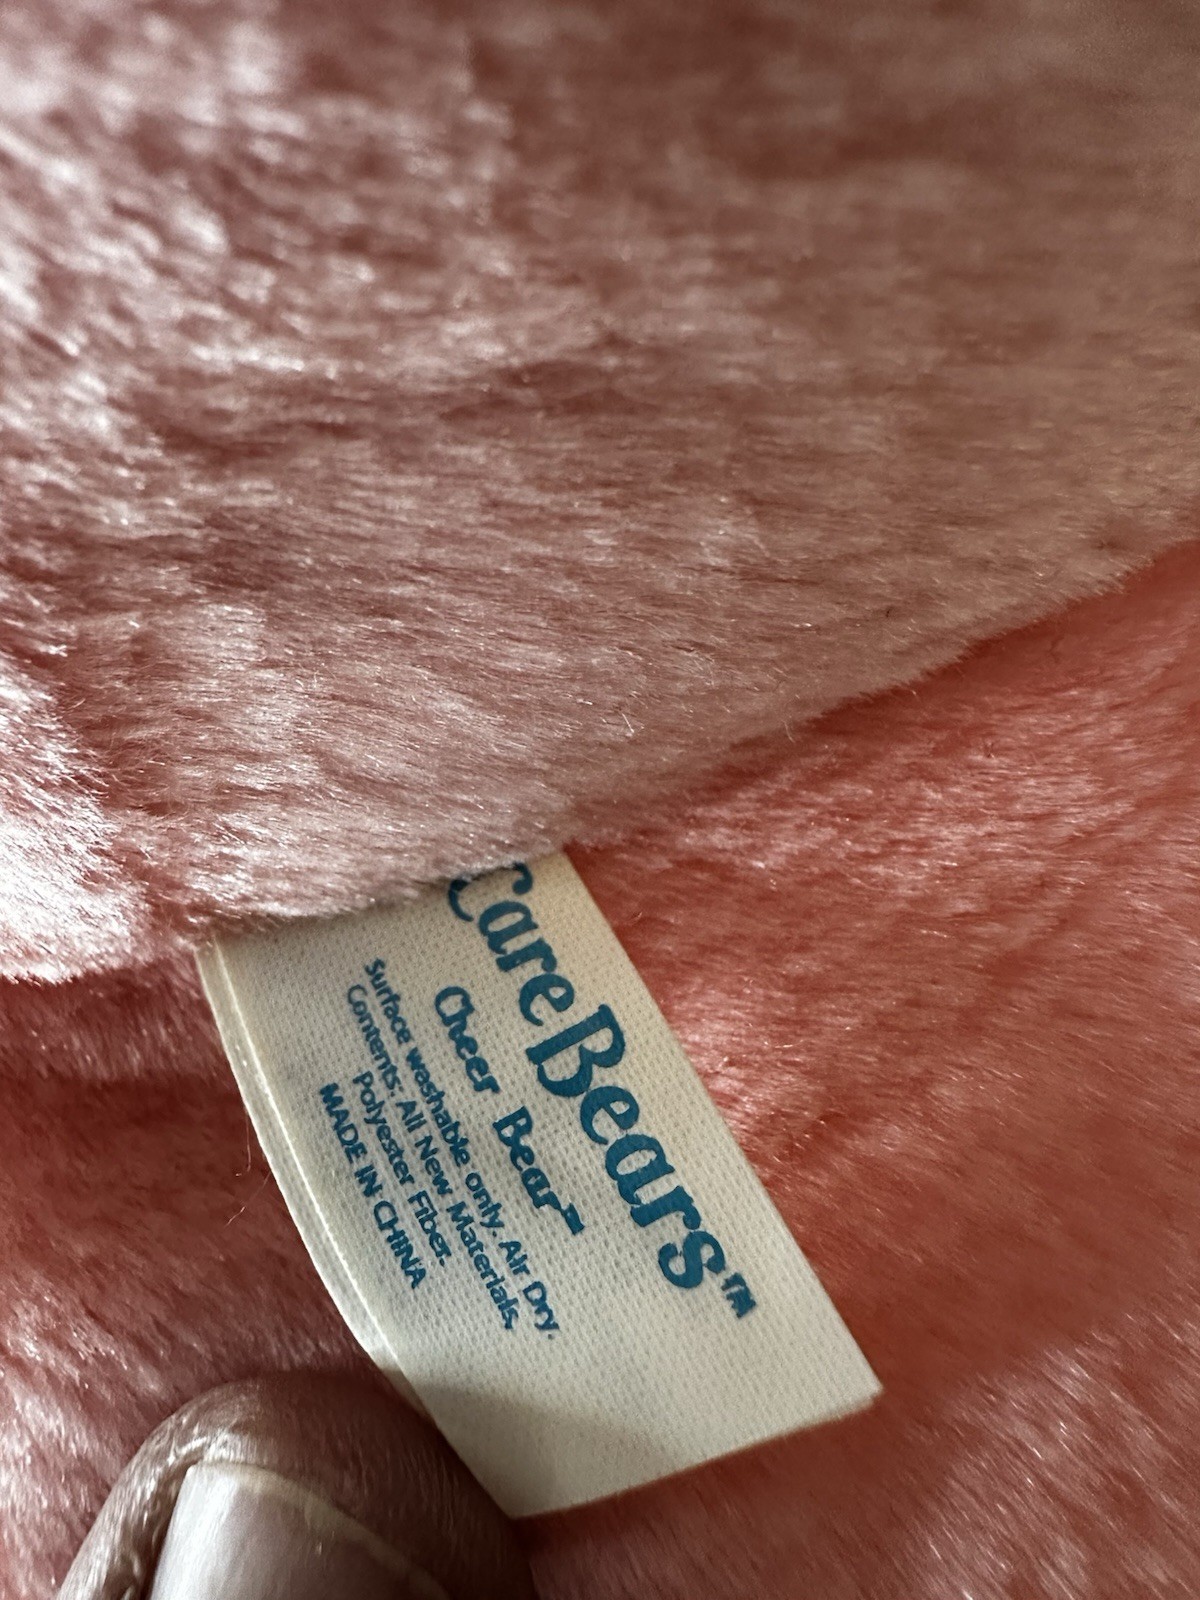 CareBears™
Cheer Bear™
Surface washable only. Air Dry.
Contents: All New Materials,
Polyester Fiber.
MADE IN CHINA